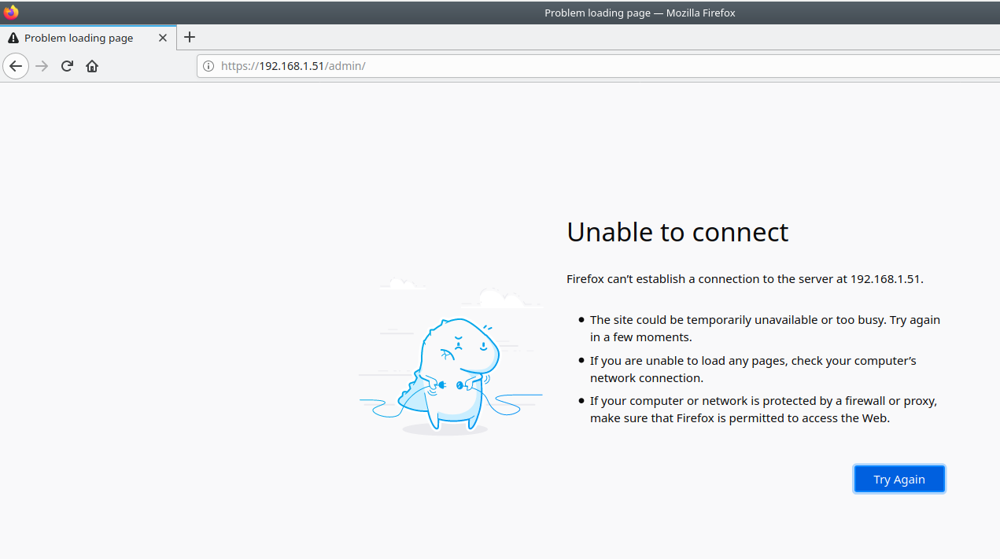 Problem loading page — Mozilla Firefox
Problem loading page
https://192.168.1.51/admin/
Unable to connect
Firefox can’t establish a connection to the server at 192.168.1.51.
The site could be temporarily unavailable or too busy. Try again
in a few moments.
If you are unable to load any pages, check your computer’s
network connection.
If your computer or network is protected by a firewall or proxy,
make sure that Firefox is permitted to access the Web.
Try Again